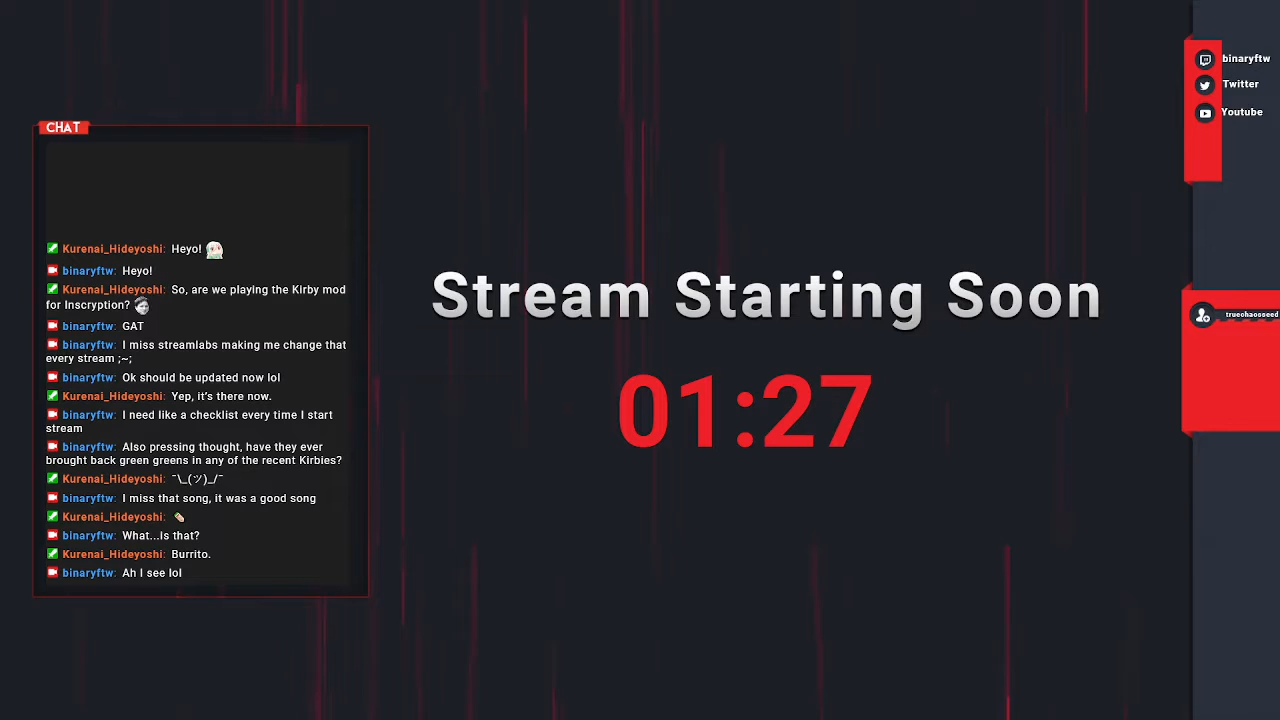 CHAT
Kurenai_Hideyoshi: Heyo!
binaryftw: Heyo!
Kurenai_Hideyoshi: So, are we playing the Kirby mod
for Inscryption?
binaryftw: GAT
binaryftw: I miss streamlabs making me change that
every stream ;~;
binaryftw: Ok should be updated now lol
Kurenai_Hideyoshi: Yep, it's there now.
binaryftw: I need like a checklist every time I start
stream
binaryftw: Also pressing thought, have they ever
brought back green greens in any of the recent Kirbies?
Kurenai_Hideyoshi: ¯\_(ツ)_/¯
binaryftw: I miss that song, it was a good song
Kurenai_Hideyoshi:
binaryftw: What...is that?
Kurenai_Hideyoshi: Burrito.
binaryftw: Ah I see lol
Stream Starting Soon
01:27
binaryftw
Twitter
Youtube
truechaosseed